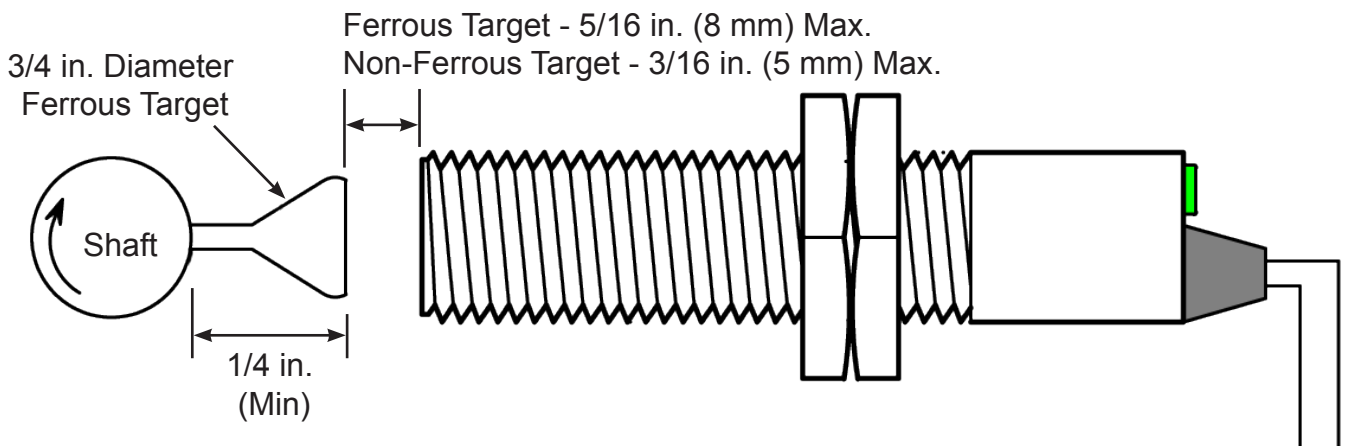 Ferrous Target - 5/16 in. (8 mm) Max.
Non-Ferrous Target - 3/16 in. (5 mm) Max.
3/4 in. Diameter
Ferrous Target
Shaft
1/4 in.
(Min)